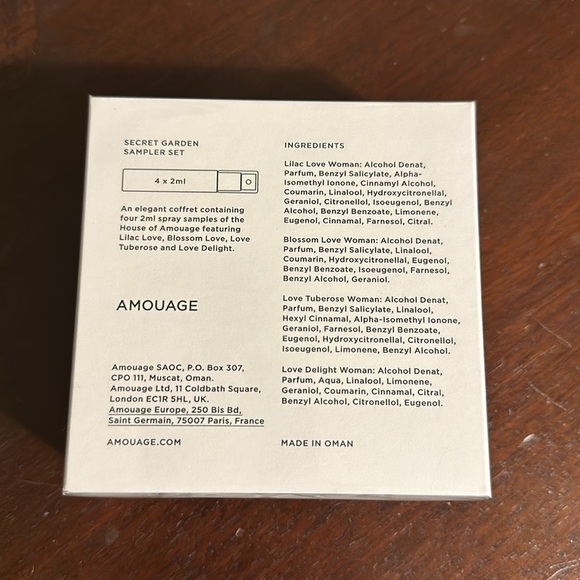 SECRET GARDEN
SAMPLER SET
4 x 2ml
An elegant coffret containing
four 2ml spray samples of the
House of Amouage featuring
Lilac Love, Blossom Love, Love
Tuberose and Love Delight.
AMOUAGE
Amouage SAOC, P.O. Box 307,
CPO 111, Muscat, Oman.
Amouage Ltd, 11 Coldbath Square,
London EC1R 5HL, UK.
Amouage Europe, 250 Bis Bd,
Saint Germain, 75007 Paris, France
AMOUAGE.COM
INGREDIENTS
Lilac Love Woman: Alcohol Denat,
Parfum, Benzyl Salicylate, Alpha-
Isomethyl Ionone, Cinnamyl Alcohol,
Coumarin, Linalool, Hydroxycitronellal,
Geraniol, Citronellol, Isoeugenol, Benzyl
Alcohol, Benzyl Benzoate, Limonene,
Eugenol, Cinnamal, Farnesol, Citral.
Blossom Love Woman: Alcohol Denat,
Parfum, Benzyl Salicylate, Linalool,
Coumarin, Hydroxycitronellal, Eugenol,
Benzyl Benzoate, Isoeugenol, Farnesol,
Benzyl Alcohol, Geraniol.
Love Tuberose Woman: Alcohol Denat,
Parfum, Benzyl Salicylate, Linalool,
Hexyl Cinnamal, Alpha-Isomethyl Ionone,
Geraniol, Farnesol, Benzyl Benzoate,
Eugenol, Hydroxycitronellal, Citronellol,
Isoeugenol, Limonene, Benzyl Alcohol.
Love Delight Woman: Alcohol Denat,
Parfum, Aqua, Linalool, Limonene,
Geraniol, Coumarin, Cinnamal, Citral,
Benzyl Alcohol, Citronellol, Eugenol.
MADE IN OMAN